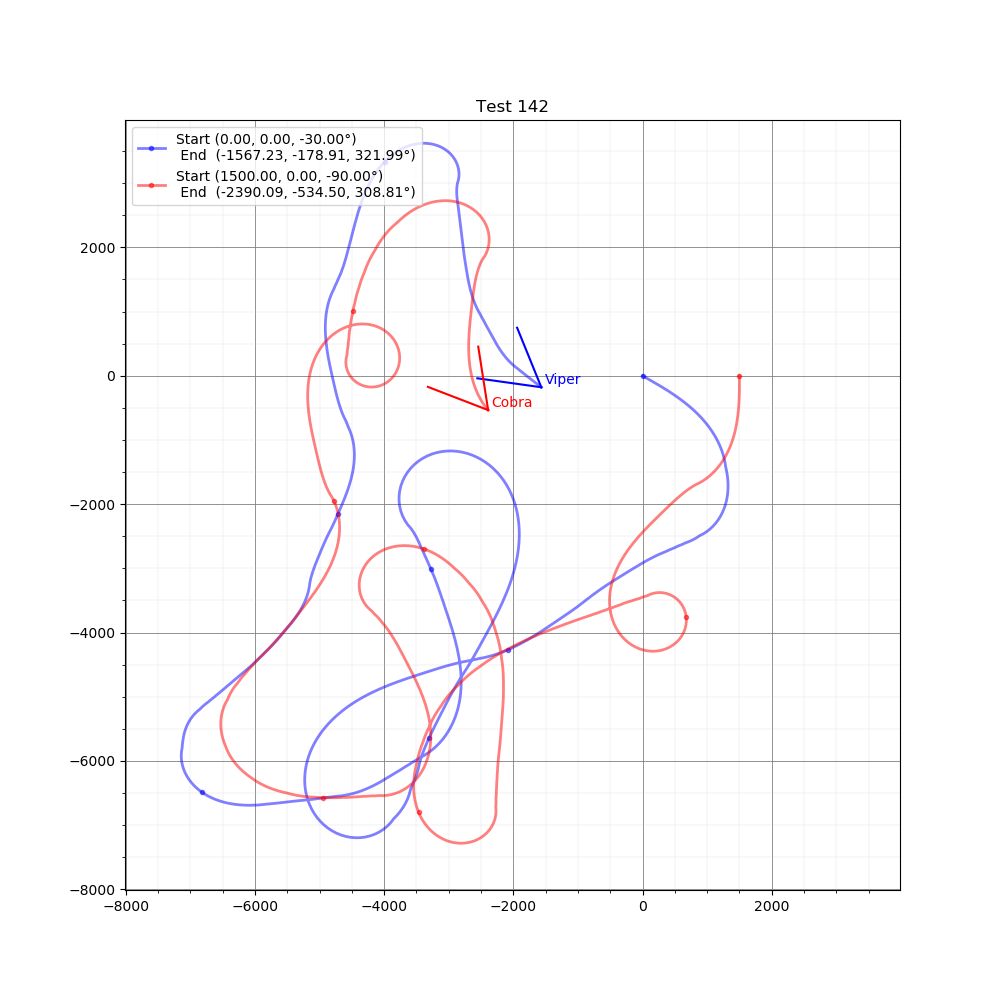 Test 142
Start (0.00, 0.00, -30.00°)
End (-1567.23, -178.91, 321.99°)
Start (1500.00, 0.00, -90.00°)
End (-2390.09, -534.50, 308.81°)
2000
0
−2000
−4000
−6000
−8000
Viper
Cobra
−8000 −6000 −4000 −2000 0 2000